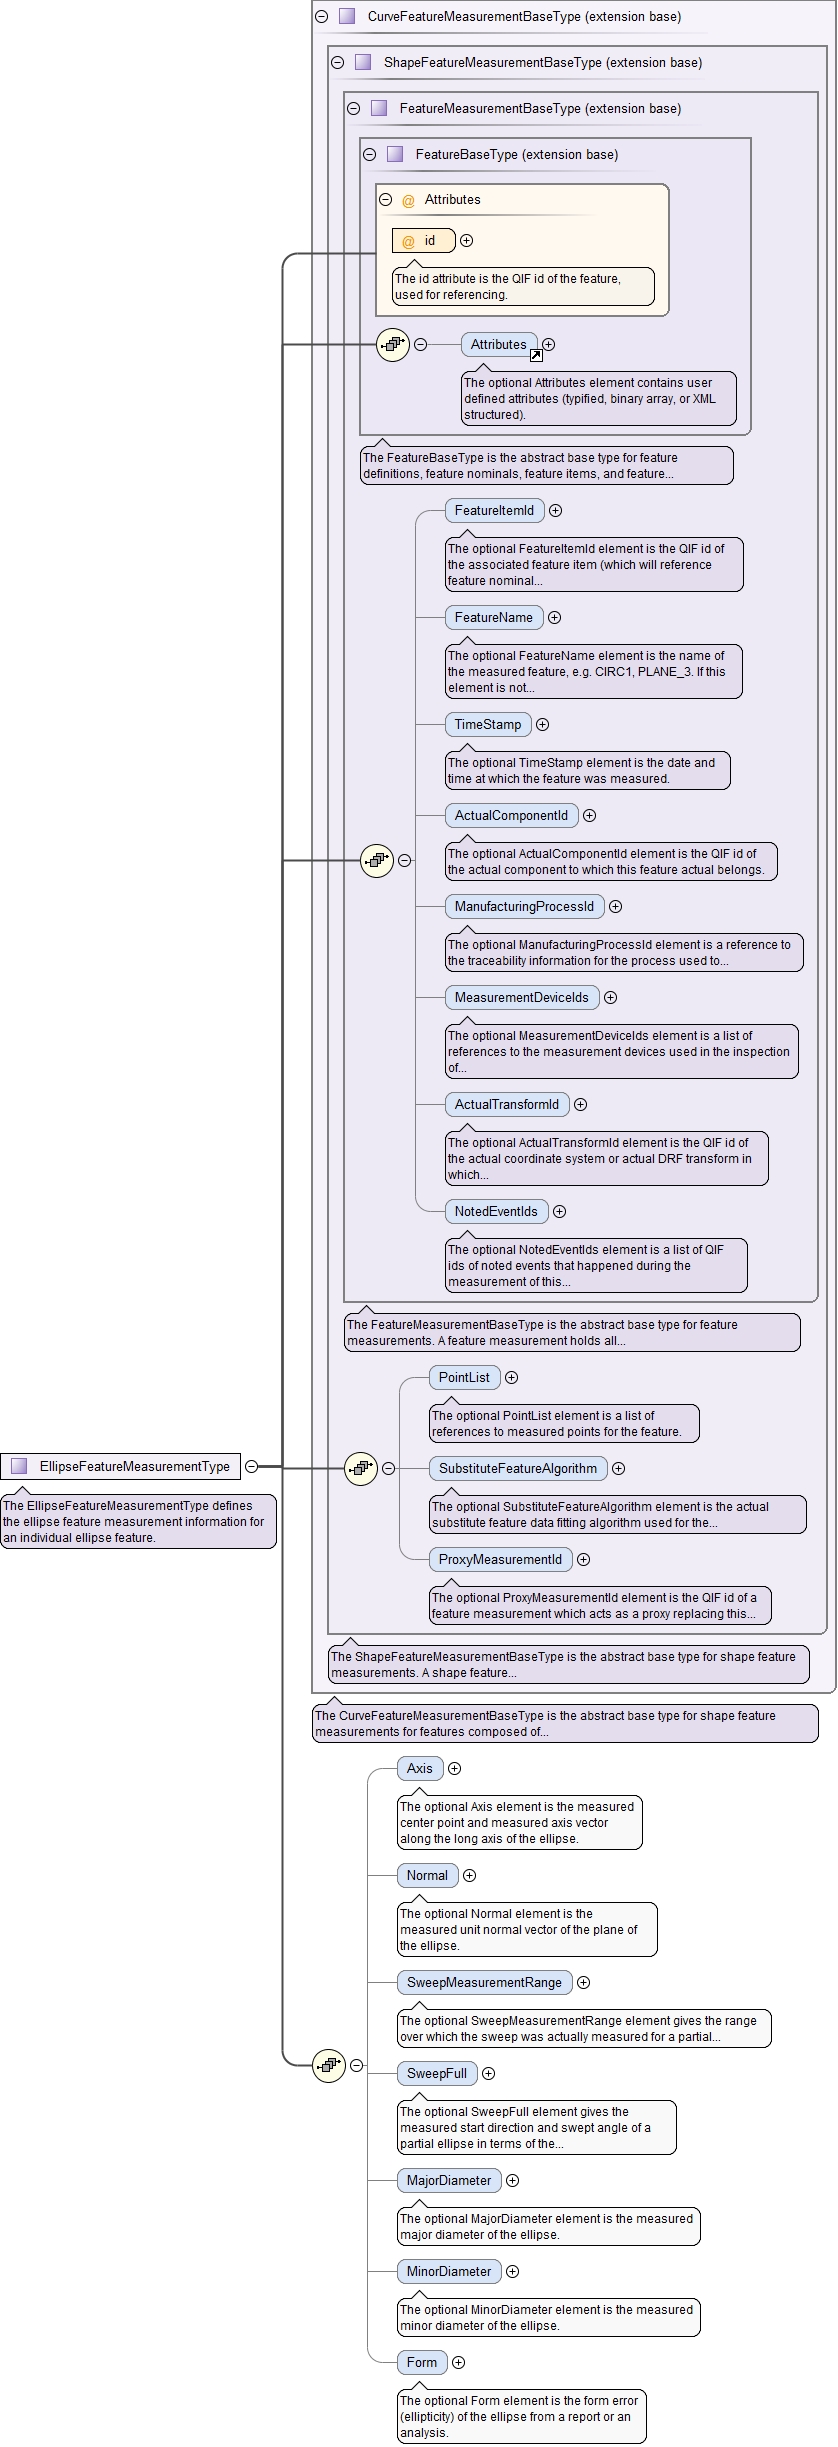 CurveFeatureMeasurementBaseType (extension base)
ShapeFeatureMeasurementBaseType (extension base)
FeatureMeasurementBaseType (extension base)
FeatureBaseType (extension base)
@ Attributes
@ id
The id attribute is the QIF id of the feature,
used for referencing.
Attributes
The optional Attributes element contains user
defined attributes (typified, binary array, or XML
structured).
The FeatureBaseType is the abstract base type for feature
definitions, feature nominals, feature items, and feature...
FeatureItemId
The optional FeatureItemId element is the QIF id of
the associated feature item (which will reference
feature nominal...
FeatureName
The optional FeatureName element is the name of
the measured feature, e.g. CIRC1, PLANE_3. If this
element is not...
TimeStamp
The optional TimeStamp element is the date and
time at which the feature was measured.
ActualComponentId
The optional ActualComponentId element is the QIF id of
the actual component to which this feature actual belongs.
ManufacturingProcessId
The optional ManufacturingProcessId element is a reference to
the traceability information for the process used to...
MeasurementDeviceIds
The optional MeasurementDeviceIds element is a list of
references to the measurement devices used in the inspection
of...
ActualTransformId
The optional ActualTransformId element is the QIF id of
the actual coordinate system or actual DRF transform in
which...
NotedEventIds
The optional NotedEventIds element is a list of QIF
ids of noted events that happened during the
measurement of this...
The FeatureMeasurementBaseType is the abstract base type for feature
measurements. A feature measurement holds all...
PointList
The optional PointList element is a list of
references to measured points for the feature.
EllipseFeatureMeasurementType
The EllipseFeatureMeasurementType defines
the ellipse feature measurement information for
an individual ellipse feature.
SubstituteFeatureAlgorithm
The optional SubstituteFeatureAlgorithm element is the actual
substitute feature data fitting algorithm used for the...
ProxyMeasurementId
The optional ProxyMeasurementId element is the QIF id of a
feature measurement which acts as a proxy replacing this...
The ShapeFeatureMeasurementBaseType is the abstract base type for shape feature
measurements. A shape feature...
The CurveFeatureMeasurementBaseType is the abstract base type for shape feature
measurements for features composed of...
Axis
The optional Axis element is the measured
center point and measured axis vector
along the long axis of the ellipse.
Normal
The optional Normal element is the
measured unit normal vector of the plane of
the ellipse.
SweepMeasurementRange
The optional SweepMeasurementRange element gives the range
over which the sweep was actually measured for a partial...
SweepFull
The optional SweepFull element gives the
measured start direction and swept angle of a
partial ellipse in terms of the...
MajorDiameter
The optional MajorDiameter element is the measured
major diameter of the ellipse.
MinorDiameter
The optional MinorDiameter element is the measured
minor diameter of the ellipse.
Form
The optional Form element is the form error
(ellipticity) of the ellipse from a report or an
analysis.